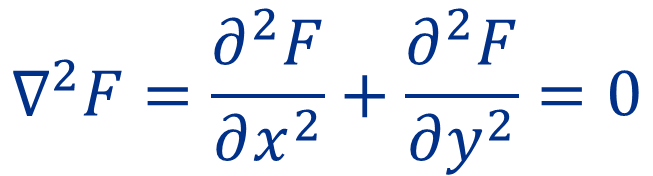 ∇²F = ∂²F/∂x² + ∂²F/∂y² = 0